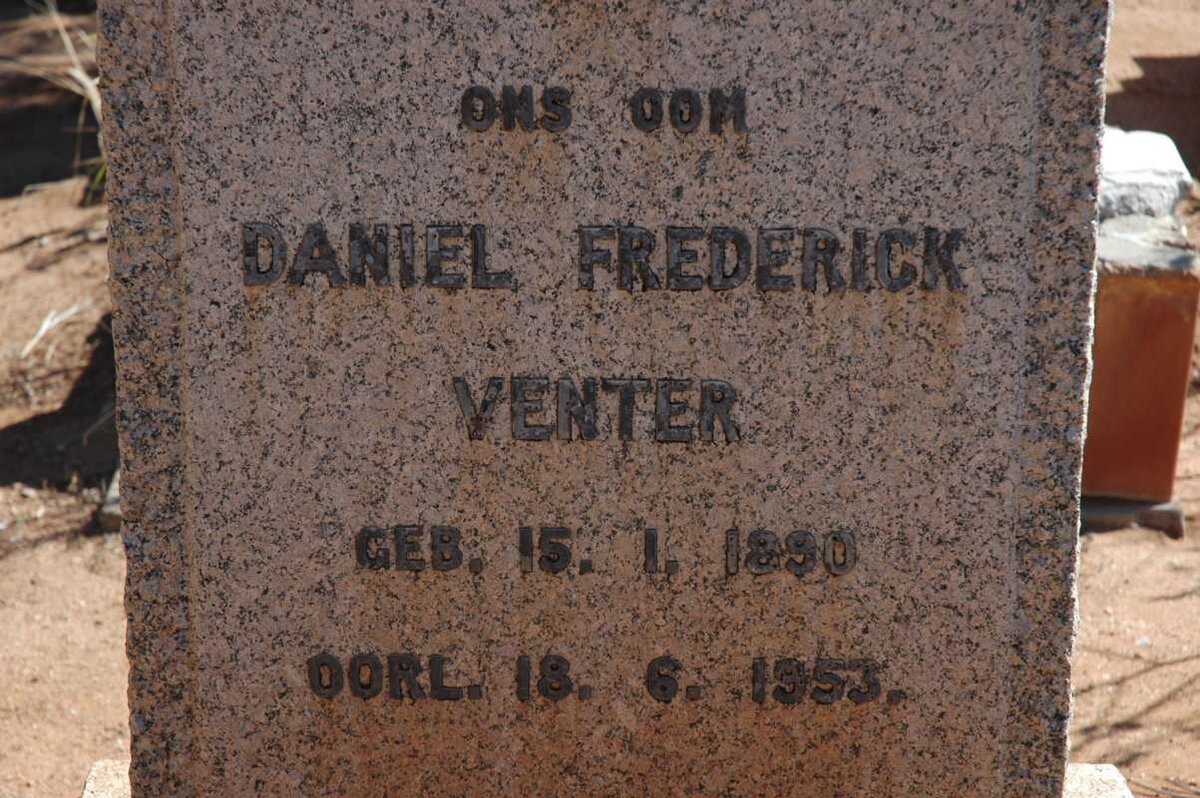 ONS OOM
DANIEL FREDERICK
VENTER
GEB. 15. 1. 1890
OORL. 18. 6. 1953.